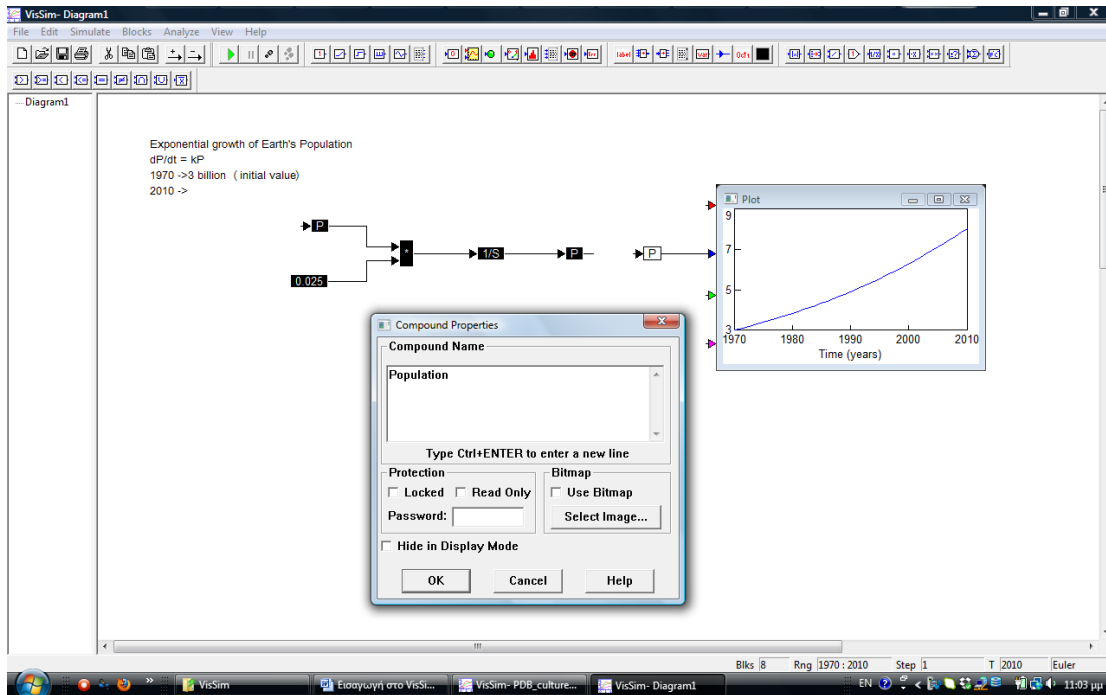 VisSim- Diagram1
File Edit Simulate Blocks Analyze View Help
Diagram1
Exponential growth of Earth's Population
dP/dt = kP
1970 ->3 billion ( initial value)
2010 ->
P
*
1/S
P
P
0.025
Plot
9
7
5
3
1970 1980 1990 2000 2010
Time (years)
Compound Properties
Compound Name
Population
Type Ctrl+ENTER to enter a new line
Protection
Locked Read Only
Password:
Bitmap
Use Bitmap
Select Image...
Hide in Display Mode
OK Cancel Help
Blks 8 Rng 1970 : 2010 Step 1 T 2010 Euler
VisSim Εισαγωγή στο VisSi... VisSim- PDB_culture... VisSim- Diagram1 EN 11:03 μμ